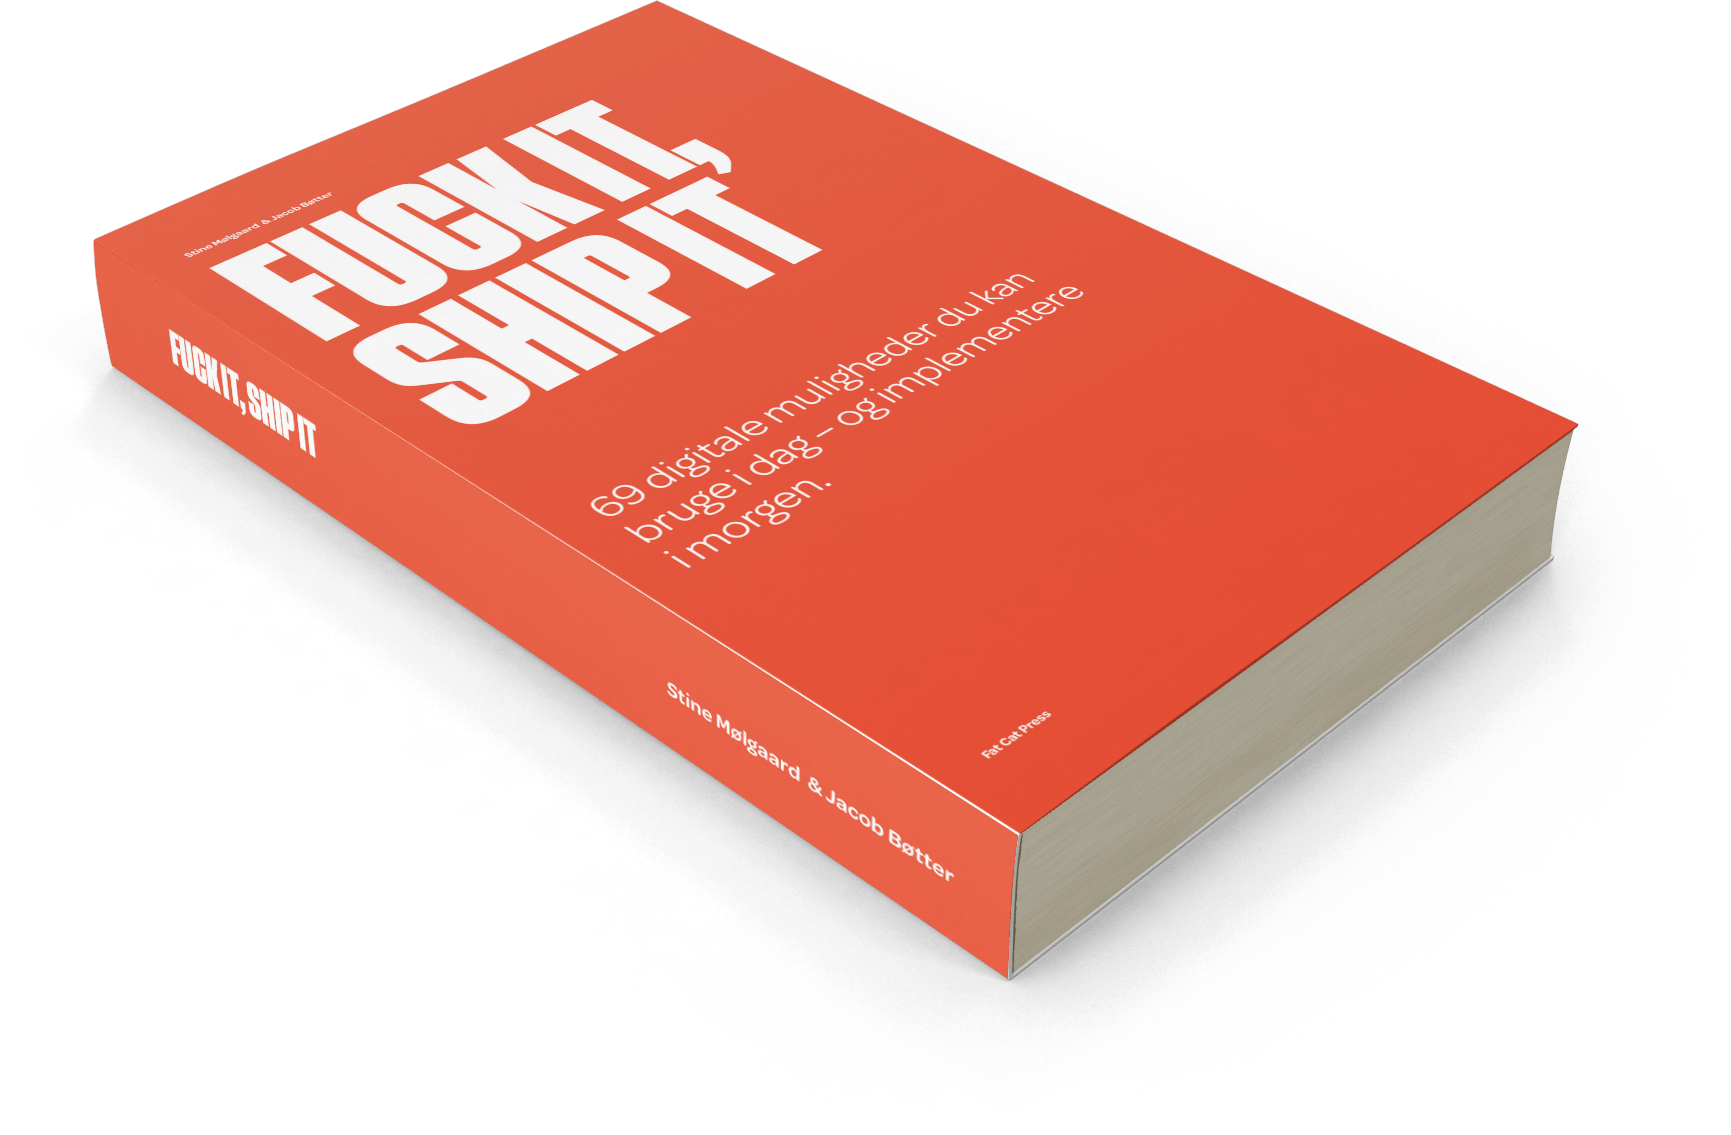 Stine Mølgaard & Jacob Bøtter
FUCK IT,
SHIP IT
69 digitale muligheder du kan
bruge i dag – og implementere
i morgen.
Fat Cat Press
FUCK IT, SHIP IT
Stine Mølgaard & Jacob Bøtter